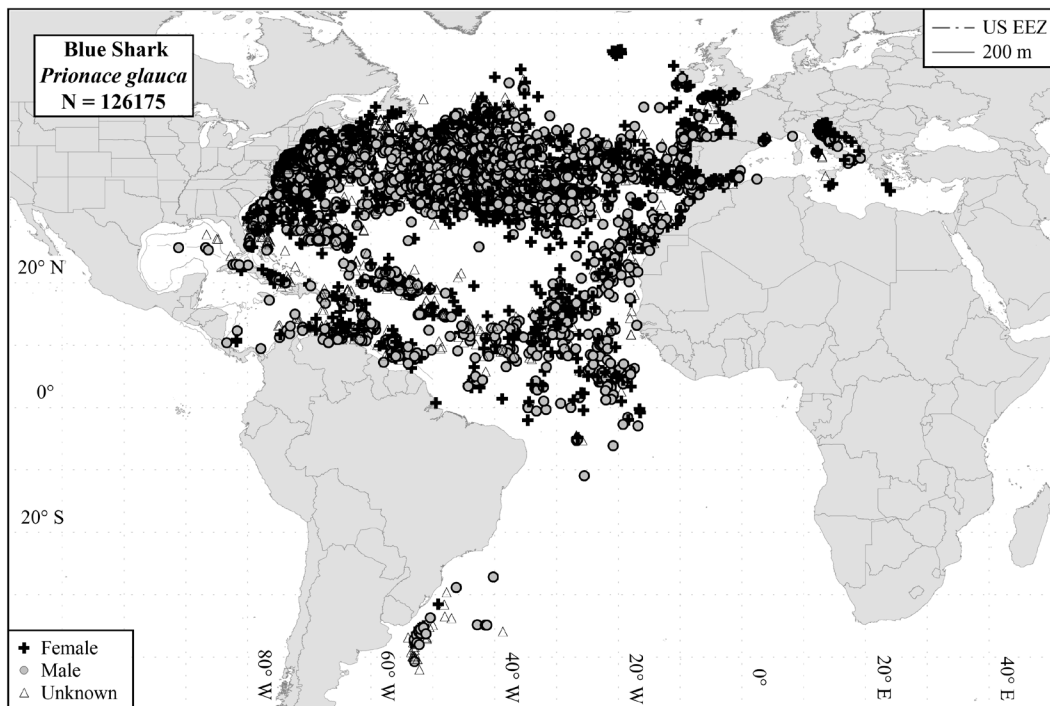 Blue Shark
Prionace glauca
N = 126175
US EEZ
200 m
20° N
0°
20° S
Female
Male
Unknown
80° W
60° W
40° W
20° W
0°
20° E
40° E